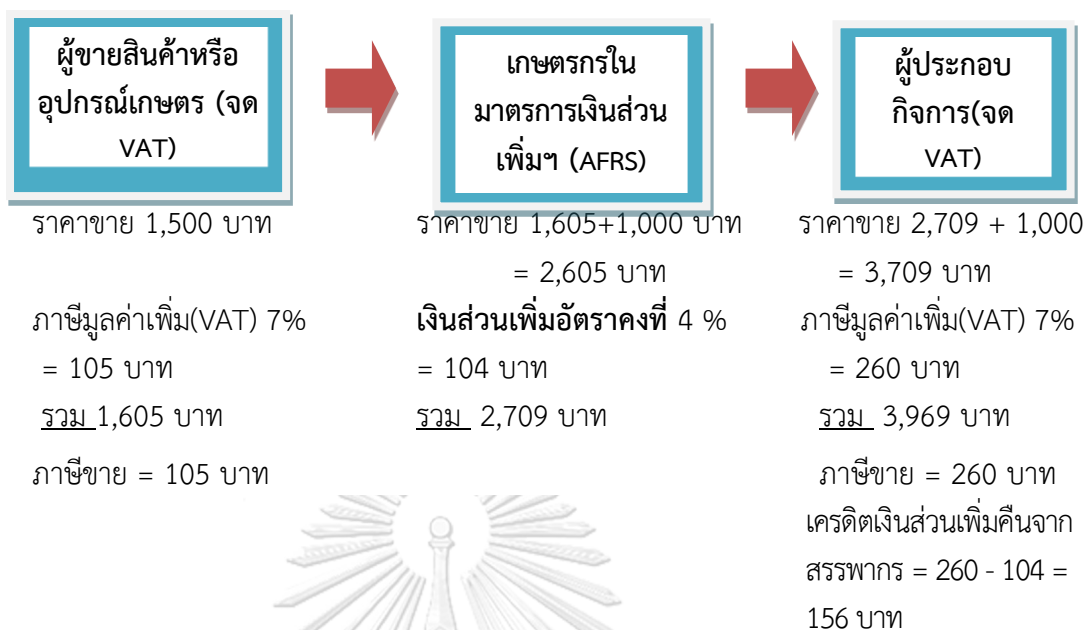 ผู้ขายสินค้าหรือ
อุปกรณ์เกษตร (จด
VAT)
ราคาขาย 1,500 บาท
ภาษีมูลค่าเพิ่ม(VAT) 7%
= 105 บาท
รวม 1,605 บาท
ภาษีขาย = 105 บาท
เกษตรกรใน
มาตรการเงินส่วน
เพิ่มฯ (AFRS)
ราคาขาย 1,605+1,000 บาท
= 2,605 บาท
เงินส่วนเพิ่มอัตราคงที่ 4 %
= 104 บาท
รวม 2,709 บาท
ผู้ประกอบ
กิจการ(จด
VAT)
ราคาขาย 2,709 + 1,000
= 3,709 บาท
ภาษีมูลค่าเพิ่ม(VAT) 7%
= 260 บาท
รวม 3,969 บาท
ภาษีขาย = 260 บาท
เครดิตเงินส่วนเพิ่มคืนจาก
สรรพากร = 260 - 104 =
156 บาท